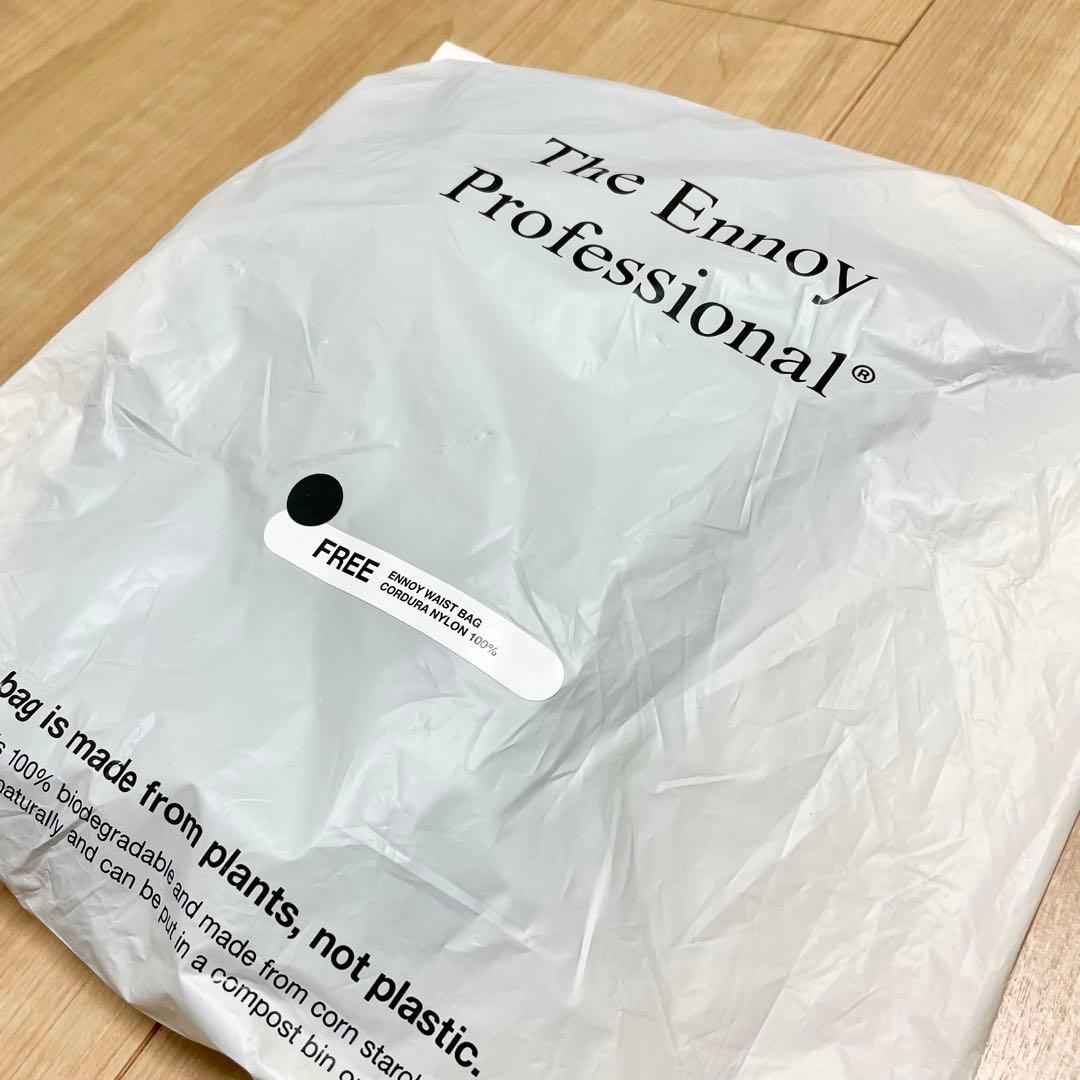 The Ennoy
Professional®
FREE
ENNOY WAIST BAG
CORDURA NYLON 100%
bag is made from plants, not plastic.
100% biodegradable and made from corn
naturally and can be put in a compost bin